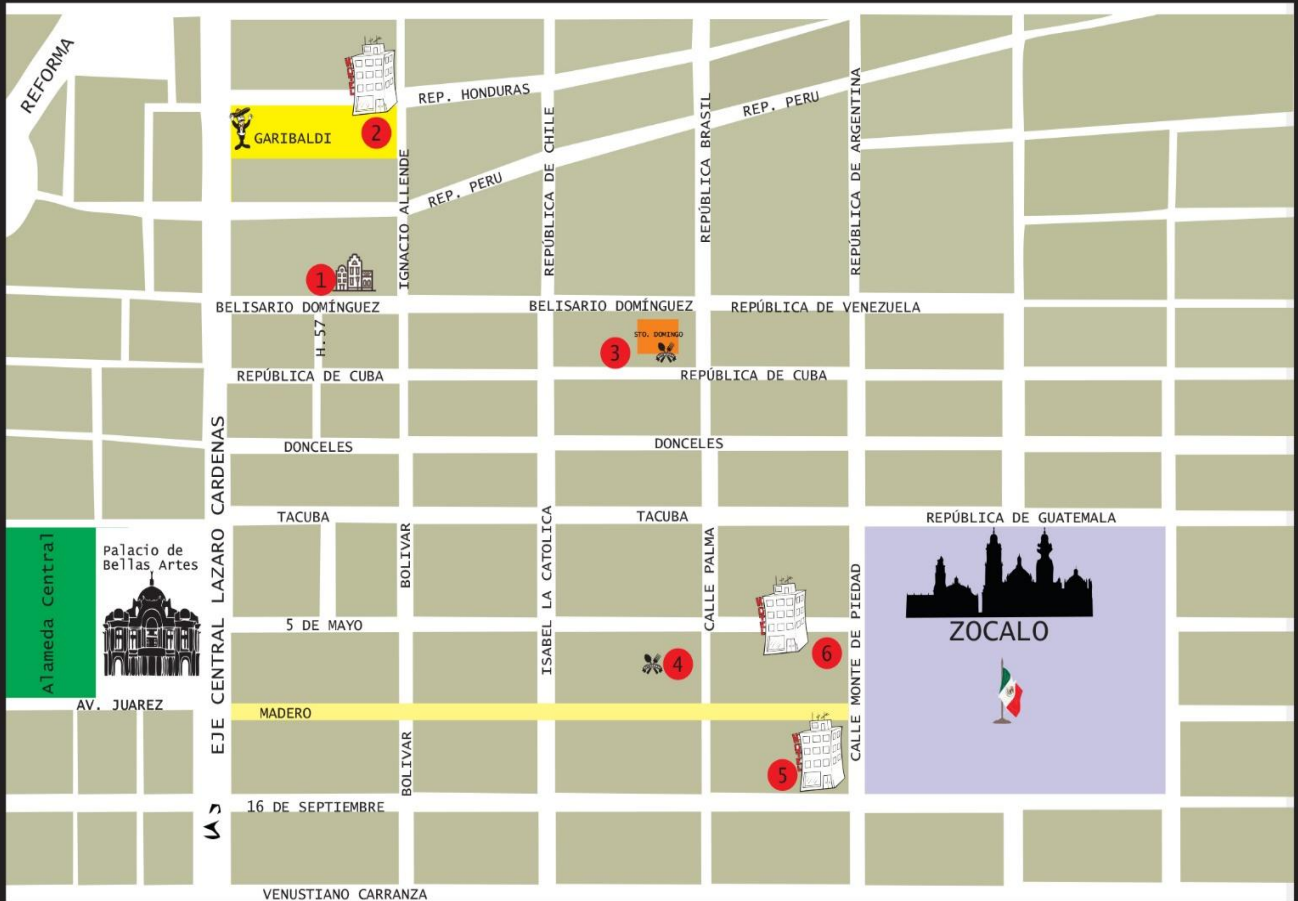 REFORMA
REP. HONDURAS
REP. PERU
GARIBALDI
2
REPÚBLICA DE CHILE
REPÚBLICA BRASIL
REPÚBLICA DE ARGENTINA
IGNACIO ALLENDE
REP. PERU
1
BELISARIO DOMÍNGUEZ
BELISARIO DOMÍNGUEZ
REPÚBLICA DE VENEZUELA
H.57
STO. DOMINGO
3
REPÚBLICA DE CUBA
REPÚBLICA DE CUBA
DONCELES
DONCELES
EJE CENTRAL LAZARO CARDENAS
TACUBA
TACUBA
REPÚBLICA DE GUATEMALA
Alameda Central
Palacio de
Bellas Artes
BOLIVAR
ISABEL LA CATOLICA
CALLE PALMA
CALLE MONTE DE PIEDAD
5 DE MAYO
ZOCALO
4
6
AV. JUAREZ
MADERO
BOLIVAR
5
16 DE SEPTIEMBRE
VENUSTIANO CARRANZA